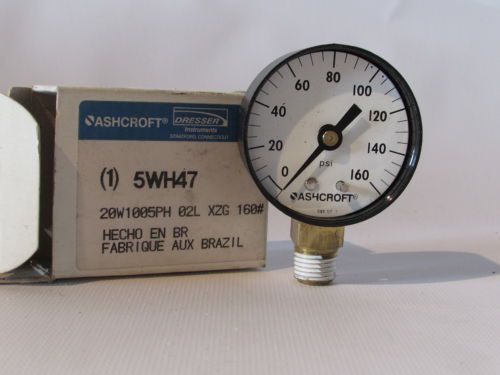 ASHCROFT®
DRESSER
Instruments
STRATFORD, CONNECTICUT
(1) 5WH47
20W1005PH 02L XZG 160#
HECHO EN BR
FABRIQUE AUX BRAZIL
0
20
40
60
80
100
120
140
160
psi
ASHCROFT®